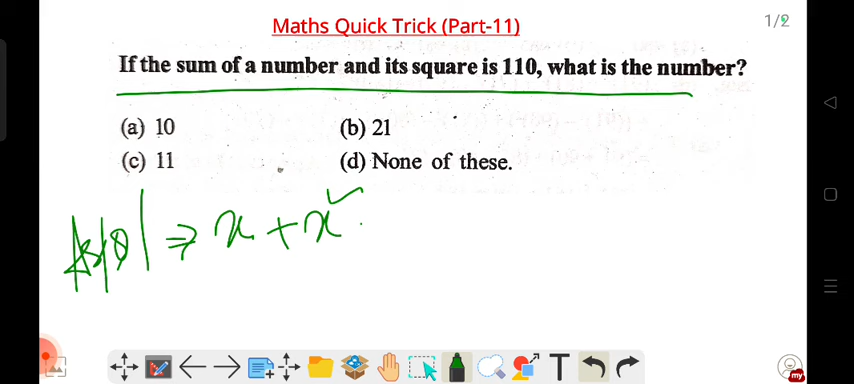 Maths Quick Trick (Part-11)
1/2
If the sum of a number and its square is 110, what is the number?
(a) 10 (b) 21
(c) 11 (d) None of these.
⇒ x + x²
T
my